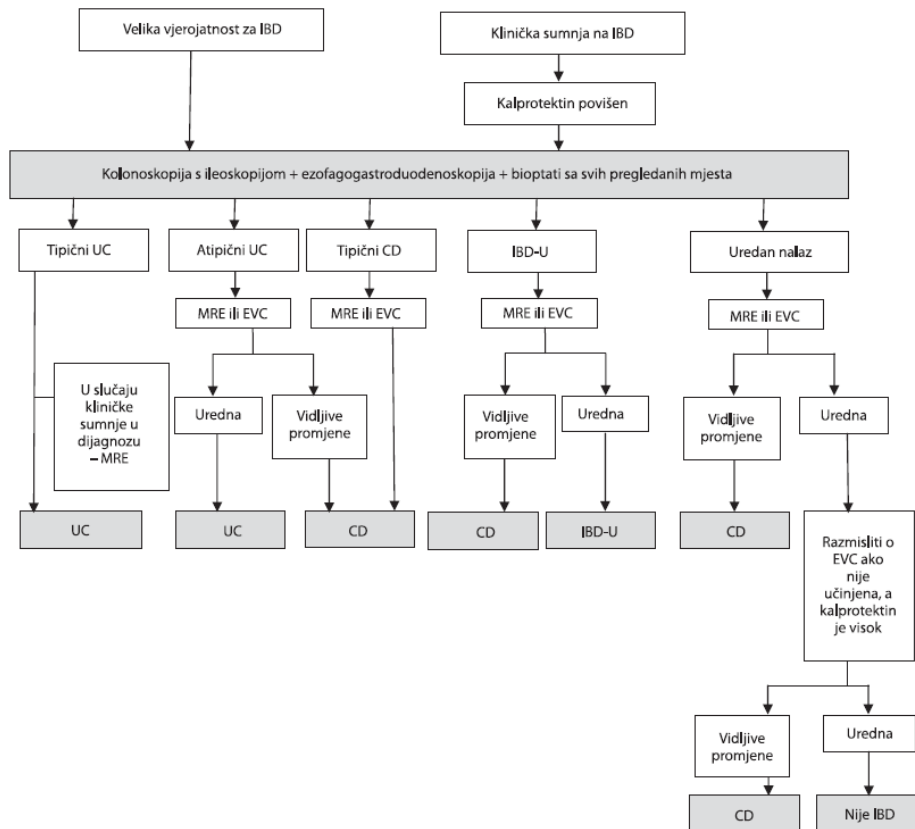 Velika vjerojatnost za IBD
Klinička sumnja na IBD
Kalprotektin povišen
Kolonoskopija s ileoskopijom + ezofagogastroduodenoskopija + bioptati sa svih pregledanih mjesta
Tipični UC
Atipični UC
Tipični CD
IBD-U
Uredan nalaz
MRE ili EVC
MRE ili EVC
MRE ili EVC
MRE ili EVC
U slučaju
kliničke
sumnje u
dijagnozu
– MRE
Uredna
Vidljive
promjene
Vidljive
promjene
Uredna
Vidljive
promjene
Uredna
UC
UC
CD
CD
IBD-U
CD
Razmisliti o
EVC ako
nije
učinjena, a
kalprotektin
je visok
Vidljive
promjene
Uredna
CD
Nije IBD